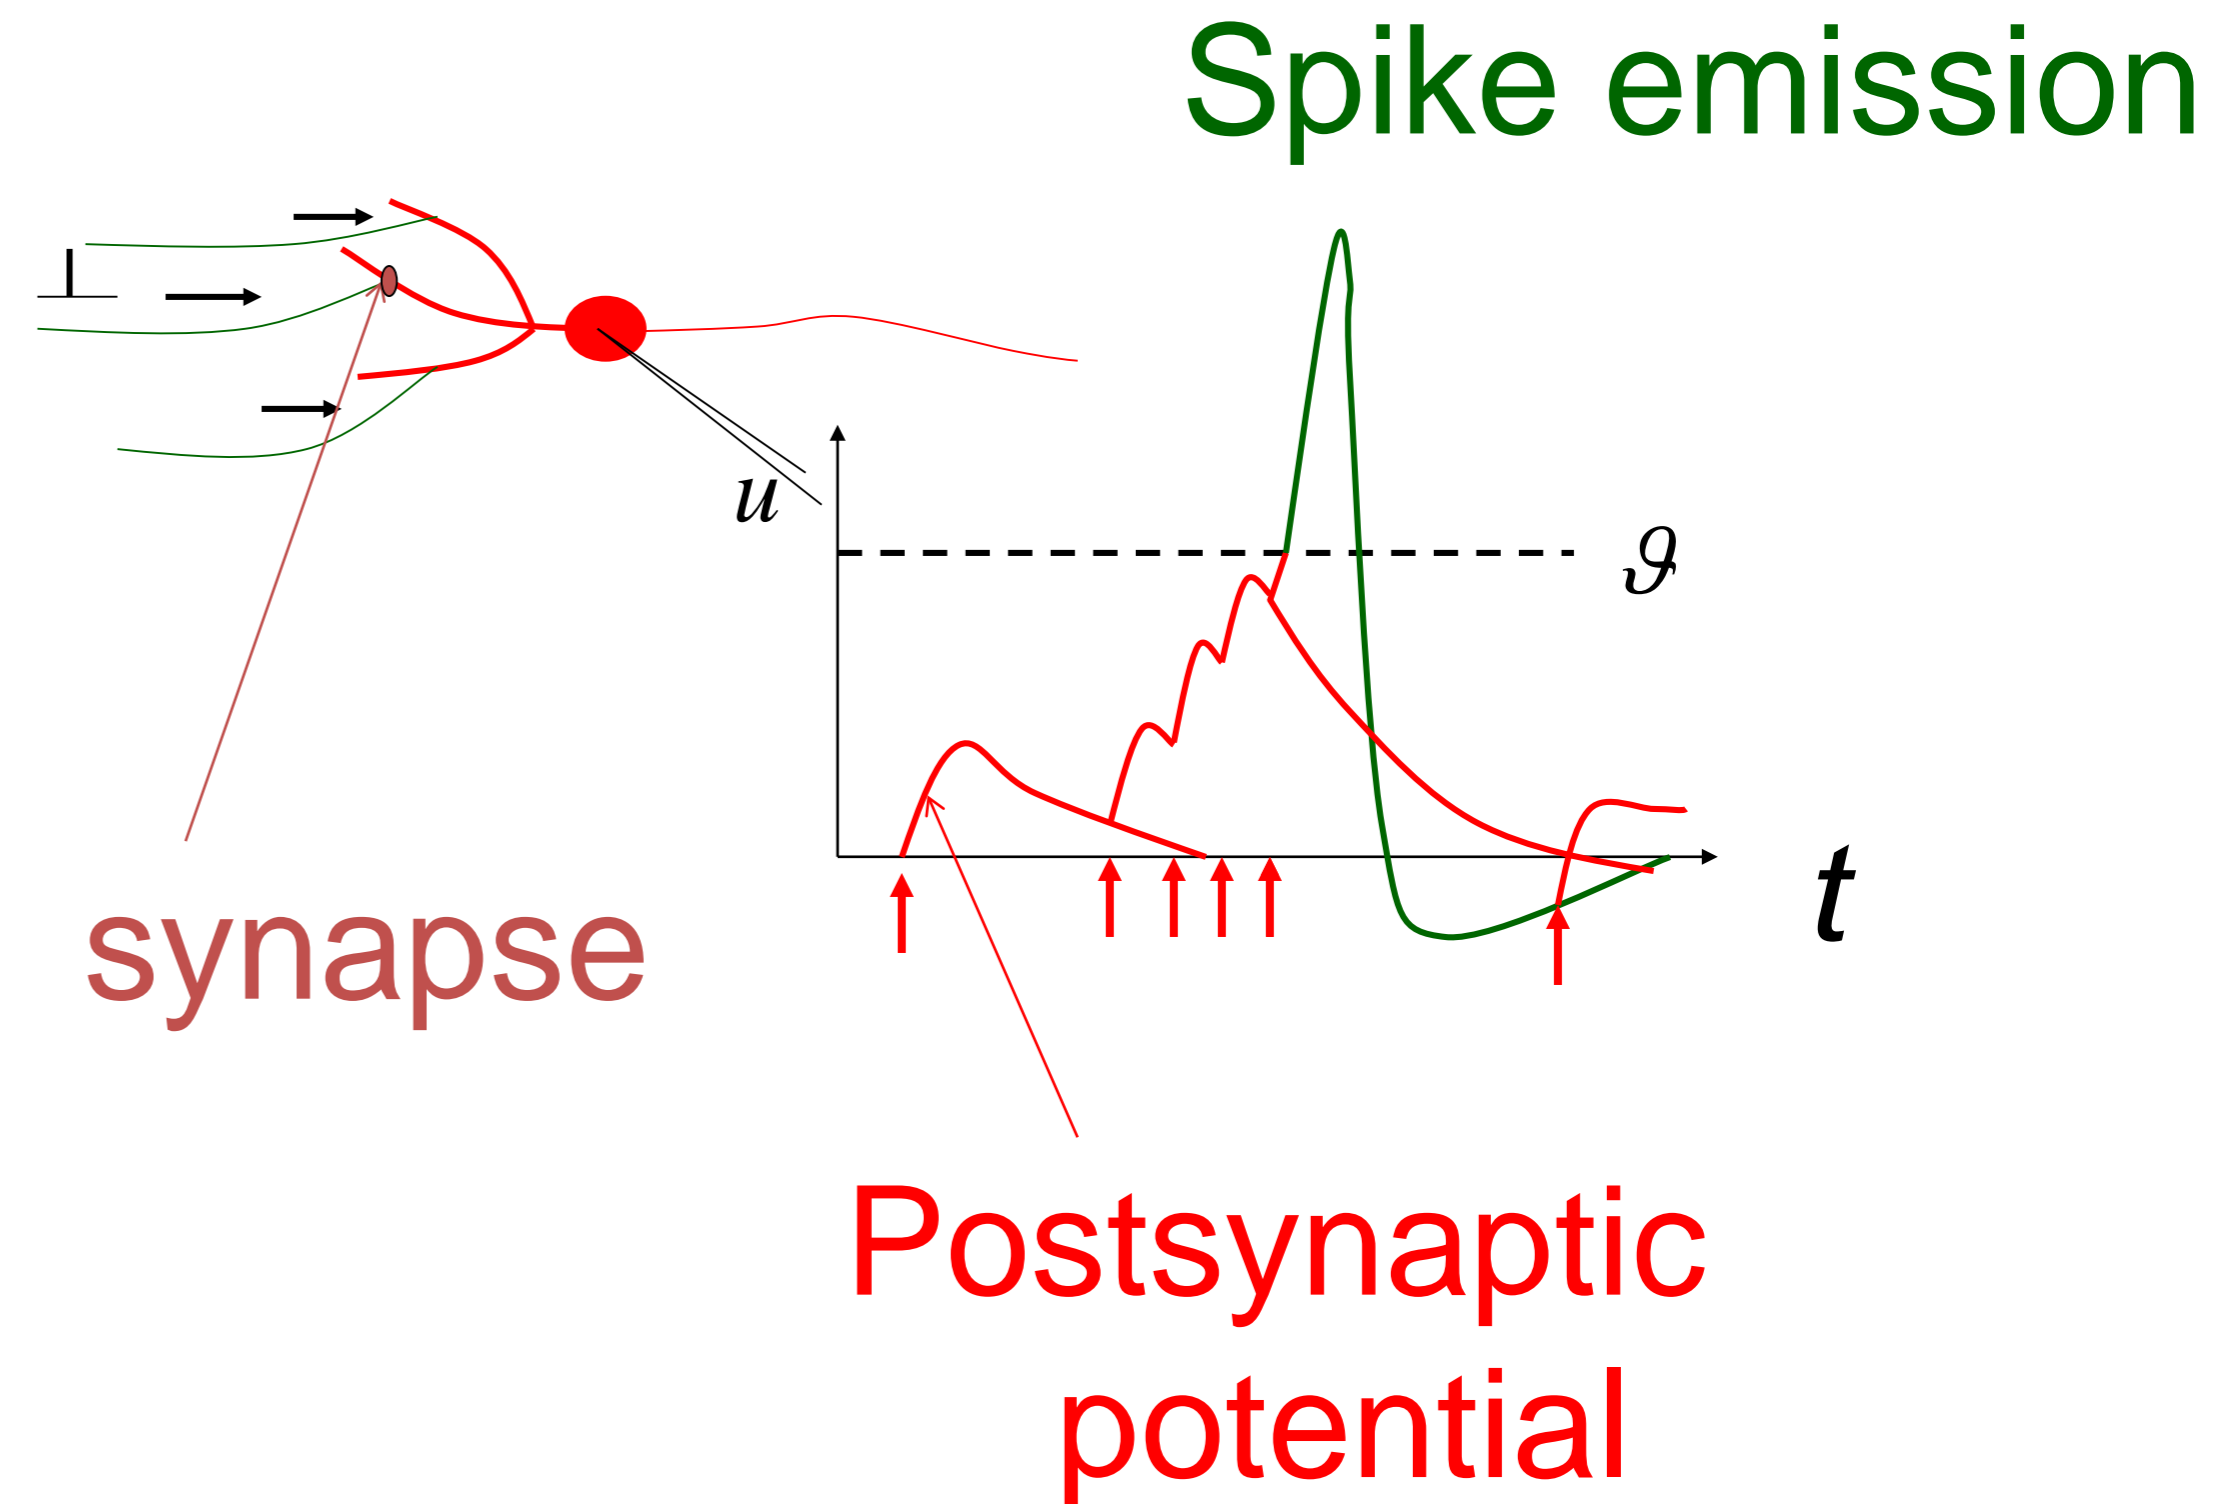 Spike emission
u
ϑ
t
synapse
Postsynaptic
potential